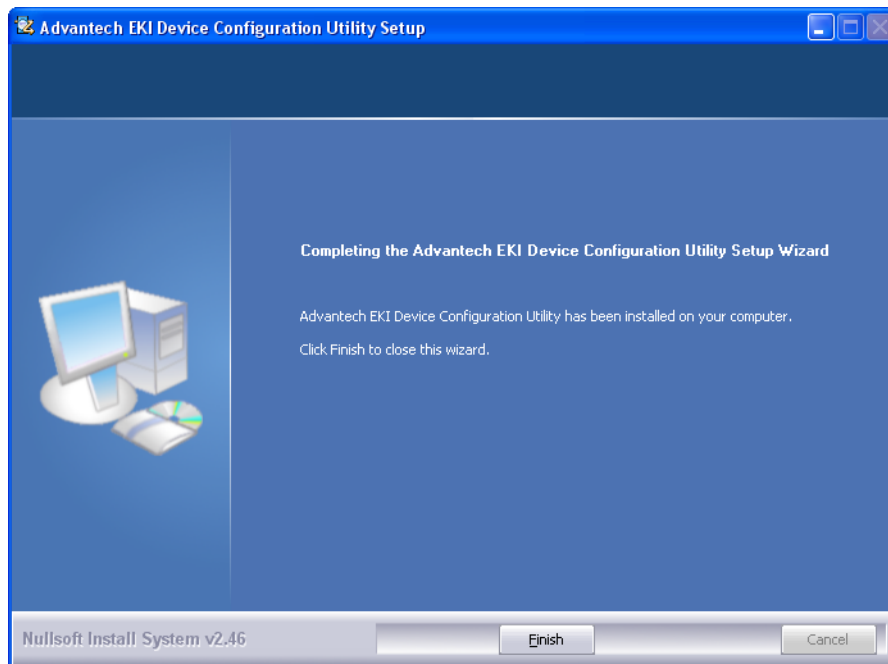 Advantech EKI Device Configuration Utility Setup
Completing the Advantech EKI Device Configuration Utility Setup Wizard
Advantech EKI Device Configuration Utility has been installed on your computer.
Click Finish to close this wizard.
Nullsoft Install System v2.46
Finish
Cancel